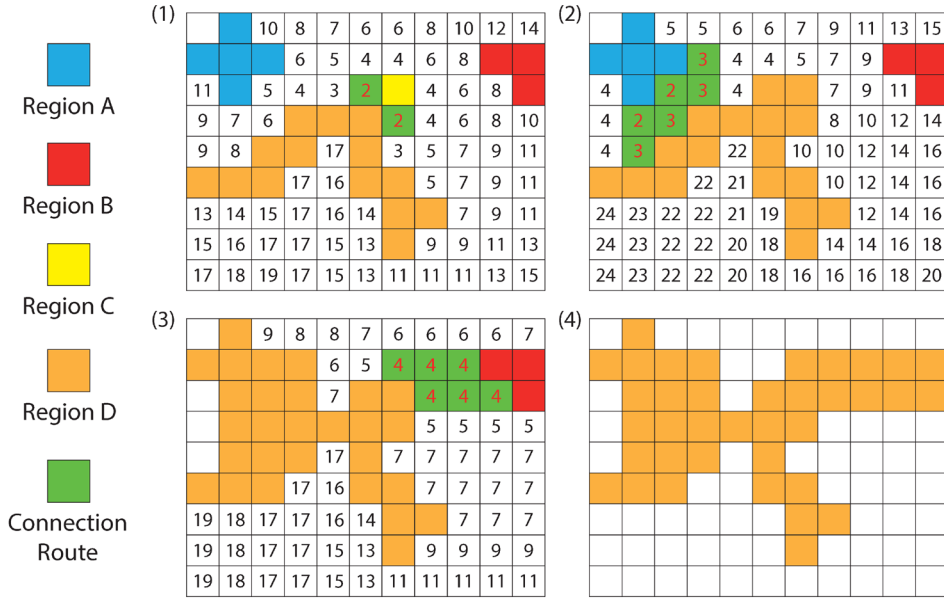 Region A
Region B
Region C
Region D
Connection
Route
(1)
10 8 7 6 6 8 10 12 14
6 5 4 4 6 8
11 5 4 3 2 4 6 8
9 7 6 2 4 6 8 10
9 8 17 3 5 7 9 11
17 16 5 7 9 11
13 14 15 17 16 14 7 9 11
15 16 17 17 15 13 9 9 11 13
17 18 19 17 15 13 11 11 11 13 15
(2)
5 5 6 6 7 9 11 13 15
3 4 4 5 7 9
4 2 3 4 7 9 11
4 2 3 8 10 12 14
4 3 22 10 10 12 14 16
22 21 10 12 14 16
24 23 22 22 21 19 12 14 16
24 23 22 22 20 18 14 14 16 18
24 23 22 22 20 18 16 16 16 18 20
(3)
9 8 8 7 6 6 6 6 7
6 5 4 4 4
7 4 4 4
5 5 5 5
17 7 7 7 7 7
17 16 7 7 7 7
19 18 17 17 16 14 7 7 7
19 18 17 17 15 13 9 9 9 9
19 18 17 17 15 13 11 11 11 11 11
(4)